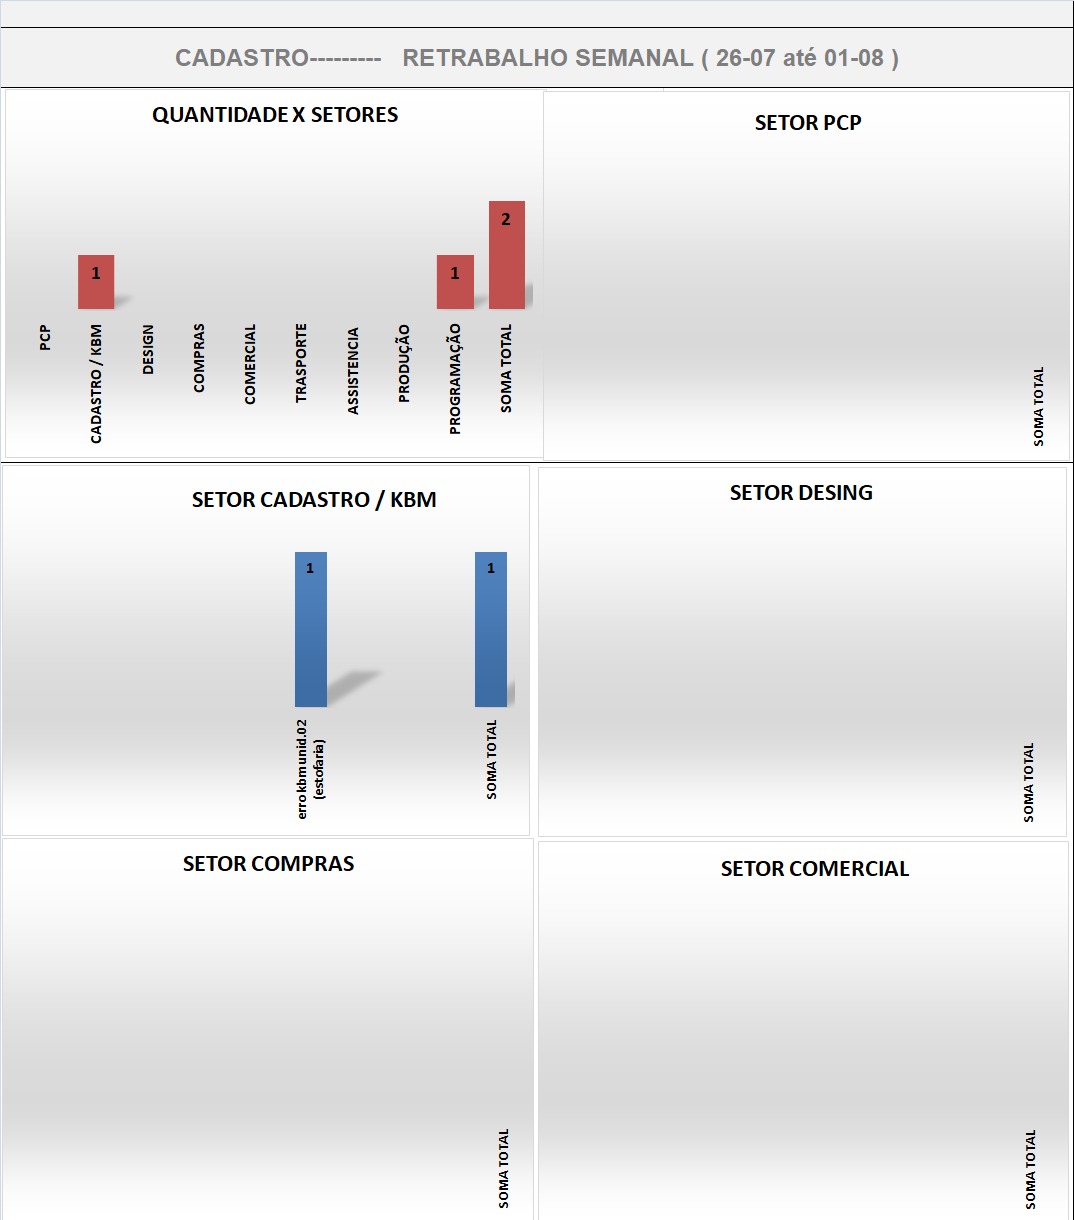 CADASTRO--------- RETRABALHO SEMANAL ( 26-07 até 01-08 )
QUANTIDADE X SETORES
1
1
2
PCP
CADASTRO / KBM
DESIGN
COMPRAS
COMERCIAL
TRASPORTE
ASSISTENCIA
PRODUÇÃO
PROGRAMAÇÃO
SOMA TOTAL
SETOR PCP
SOMA TOTAL
SETOR CADASTRO / KBM
1
1
erro kbm unid.02
(estofaria)
SOMA TOTAL
SETOR DESING
SOMA TOTAL
SETOR COMPRAS
SOMA TOTAL
SETOR COMERCIAL
SOMA TOTAL